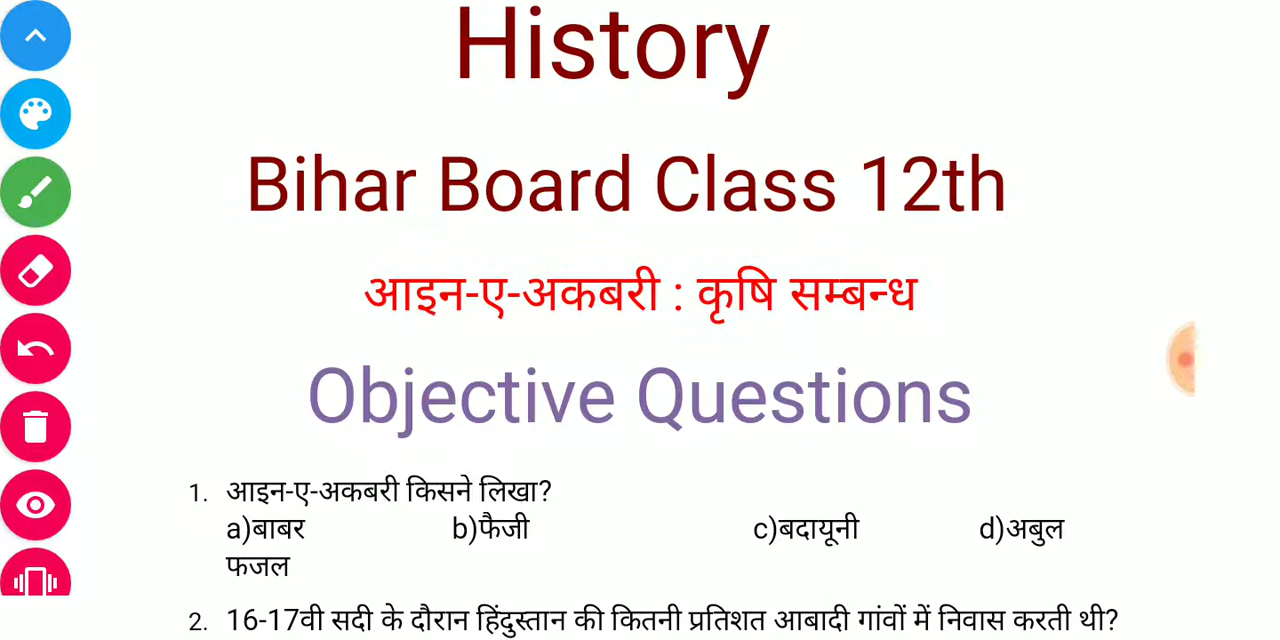 History
Bihar Board Class 12th
आइन-ए-अकबरी : कृषि सम्बन्ध
Objective Questions
1. आइन-ए-अकबरी किसने लिखा?
a)बाबर b)फैजी c)बदायूनी d)अबुल
फजल
2. 16-17वी सदी के दौरान हिंदुस्तान की कितनी प्रतिशत आबादी गांवों में निवास करती थी?